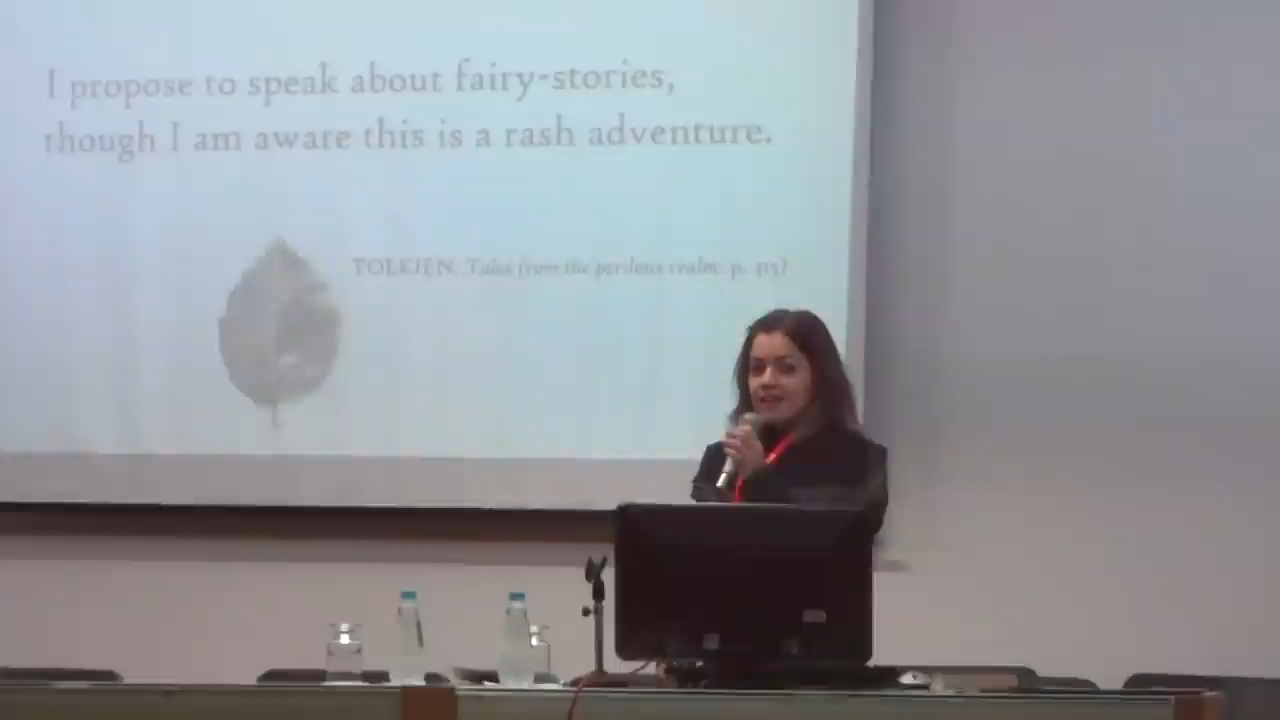 I propose to speak about fairy-stories,
though I am aware this is a rash adventure.
TOLKIEN. Tales from the perilous realm. p.